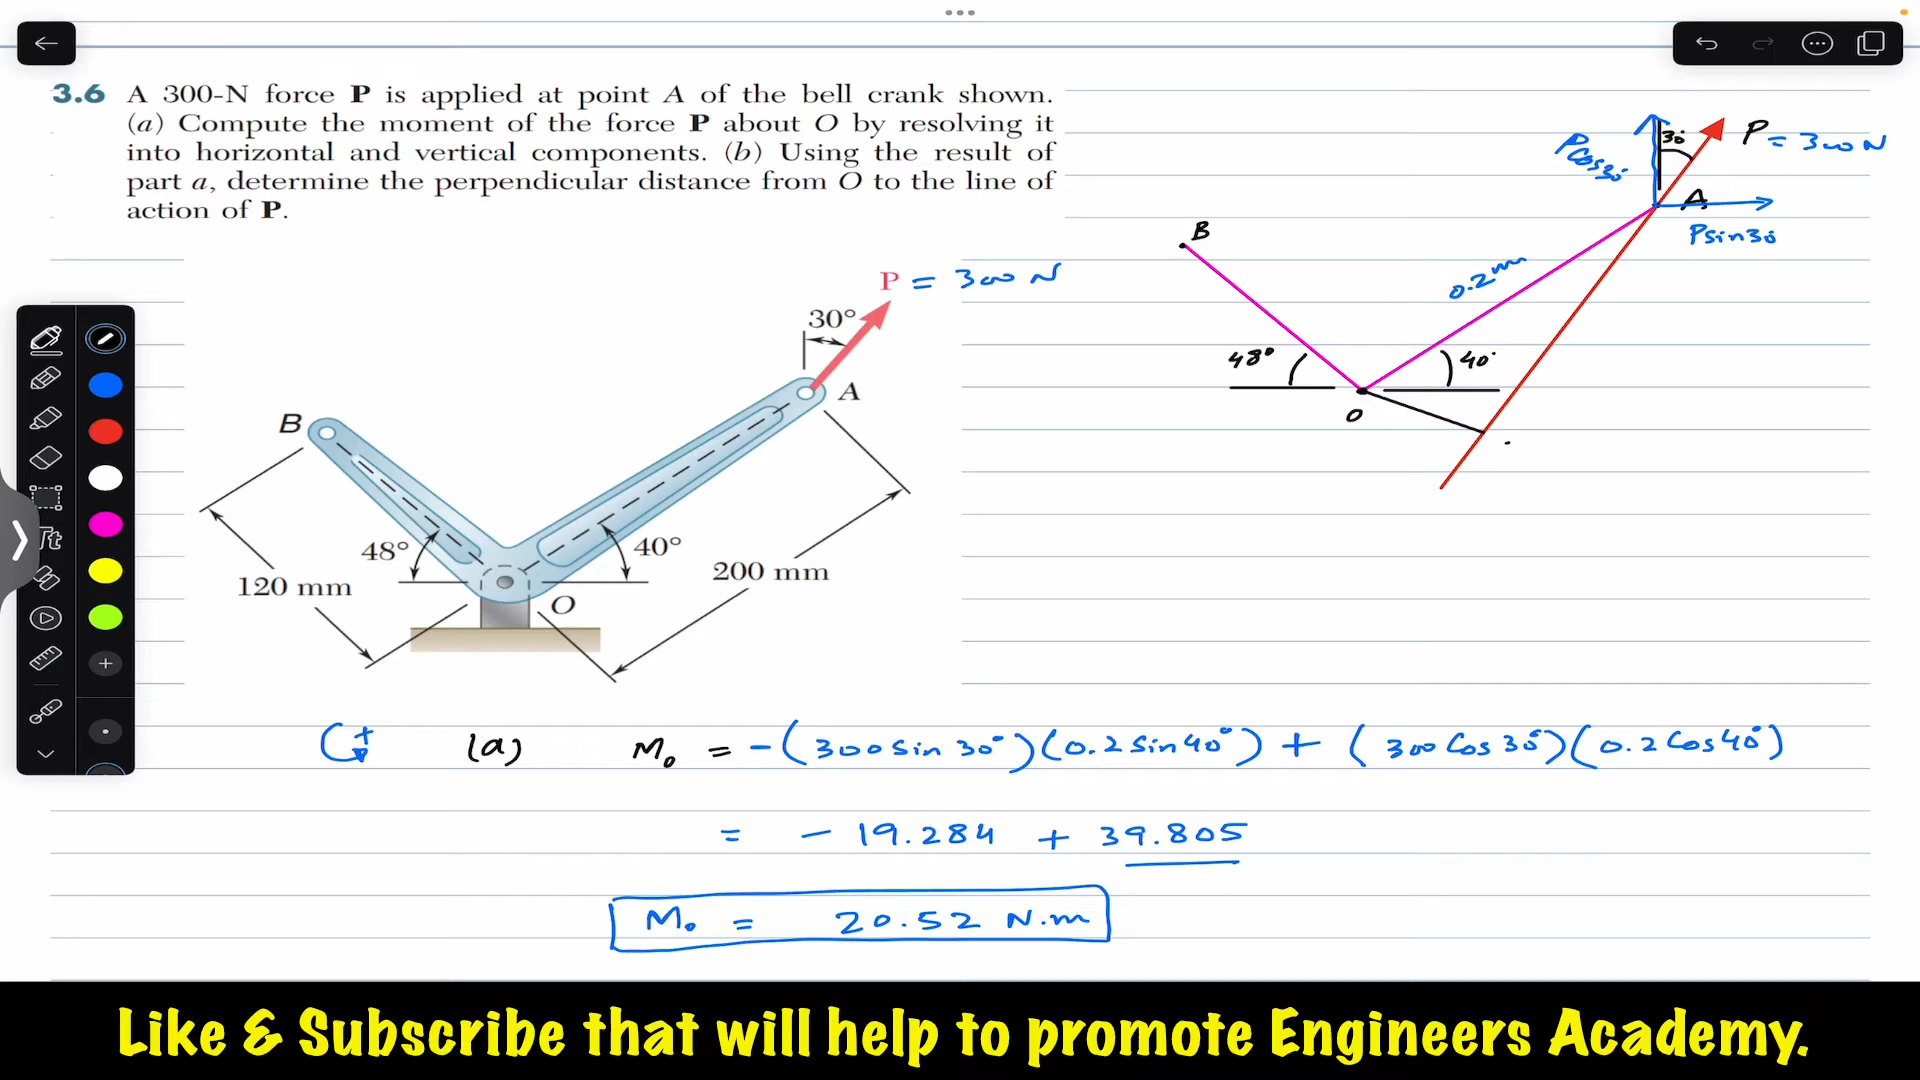 3.6 A 300-N force P is applied at point A of the bell crank shown.
(a) Compute the moment of the force P about O by resolving it
into horizontal and vertical components. (b) Using the result of
part a, determine the perpendicular distance from O to the line of
action of P.
P = 300 N
30°
A
B
48°
40°
120 mm
200 mm
O
30°
P = 300 N
Pcos30°
A
Psin30°
B
0.2m
48°
40°
O
(a) Mo = -(300 sin 30°)(0.2 sin 40°) + (300 Cos 30°)(0.2 Cos 40°)
= - 19.284 + 39.805
Mo = 20.52 N.m
Like & Subscribe that will help to promote Engineers Academy.